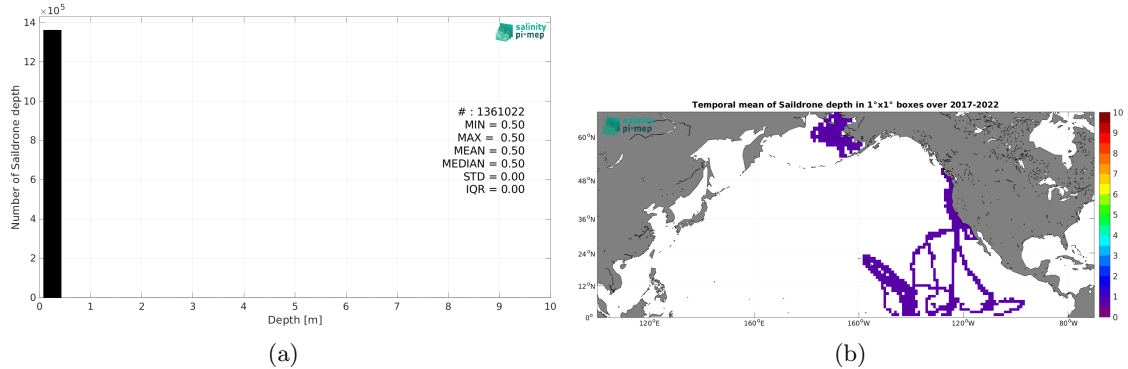 ×10⁵
14
12
10
8
6
4
2
0
Number of Saildrone depth
0 1 2 3 4 5 6 7 8 9 10
Depth [m]
salinity
pi-mep
# : 1361022
MIN = 0.50
MAX = 0.50
MEAN = 0.50
MEDIAN = 0.50
STD = 0.00
IQR = 0.00
(a)
Temporal mean of Saildrone depth in 1°x1° boxes over 2017-2022
salinity
pi-mep
60°N
48°N
36°N
24°N
12°N
0°
120°E 160°E 160°W 120°W 80°W
10
9
8
7
6
5
4
3
2
1
0
(b)